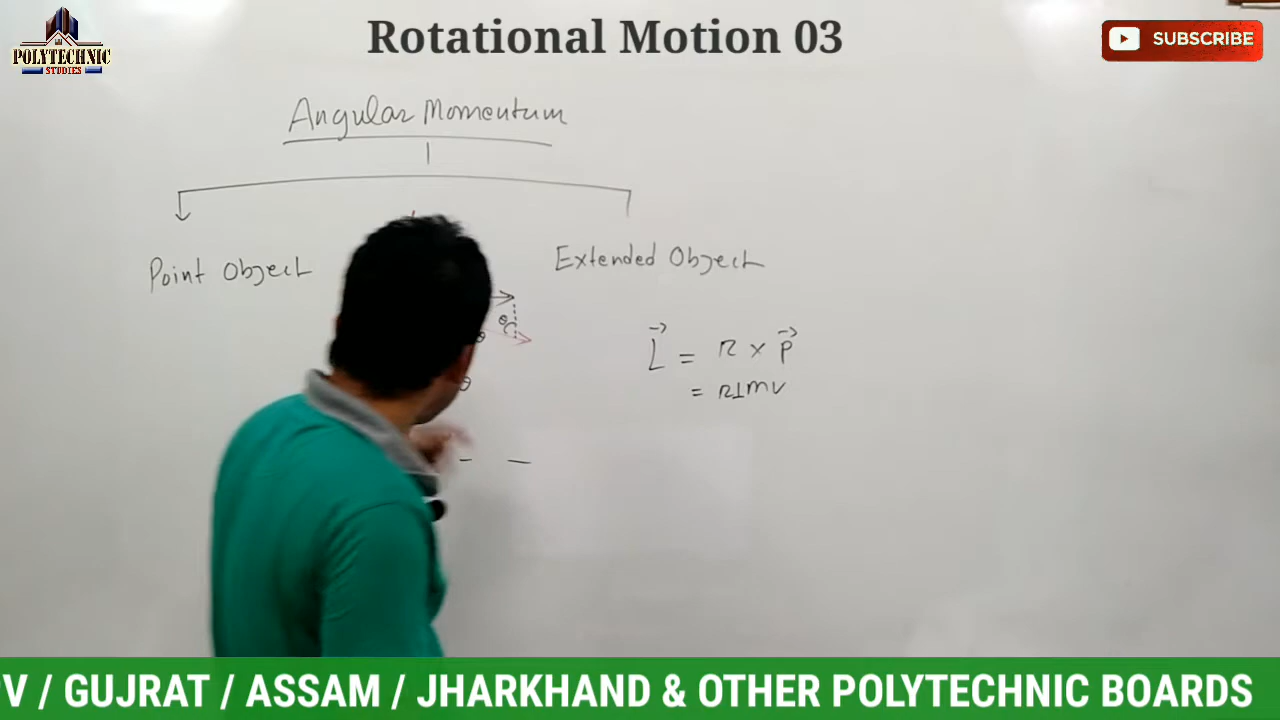 POLYTECHNIC
STUDIES
Rotational Motion 03
SUBSCRIBE
Angular Momentum
Point Object
Extended Object
θ
θ
θ
L⃗ = r × p⃗
= r⊥mv
/ GUJRAT / ASSAM / JHARKHAND & OTHER POLYTECHNIC BOARDS